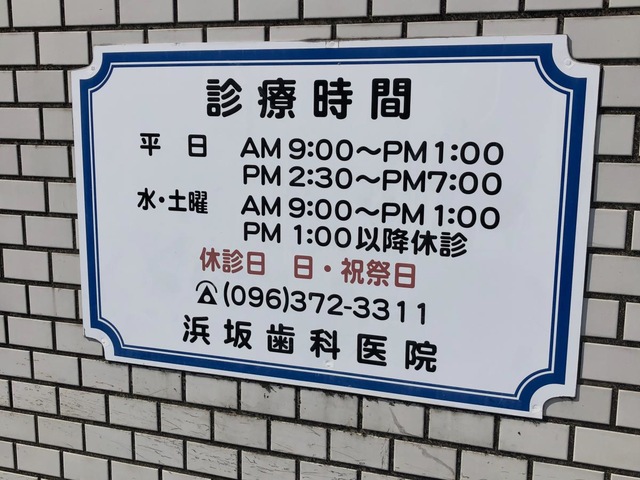 診療時間
平日 AM 9:00～PM 1:00
PM 2:30～PM7:00
水・土曜 AM 9:00～PM 1:00
PM 1:00以降休診
休診日 日・祝祭日
(096)372-3311
浜坂歯科医院